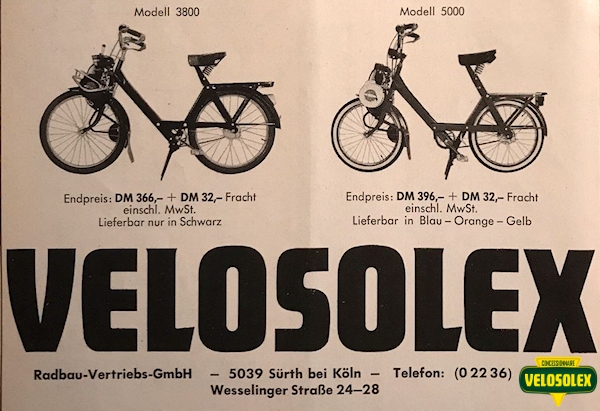 Modell 3800
Endpreis: DM 366,– + DM 32,– Fracht
einschl. MwSt.
Lieferbar nur in Schwarz
Modell 5000
Endpreis: DM 396,– + DM 32,– Fracht
einschl. MwSt.
Lieferbar in Blau – Orange – Gelb
VELOSOLEX
Radbau-Vertriebs-GmbH – 5039 Sürth bei Köln – Telefon: (0 22 36)
Wesselinger Straße 24–28
CONCESSIONNAIRE
VELOSOLEX